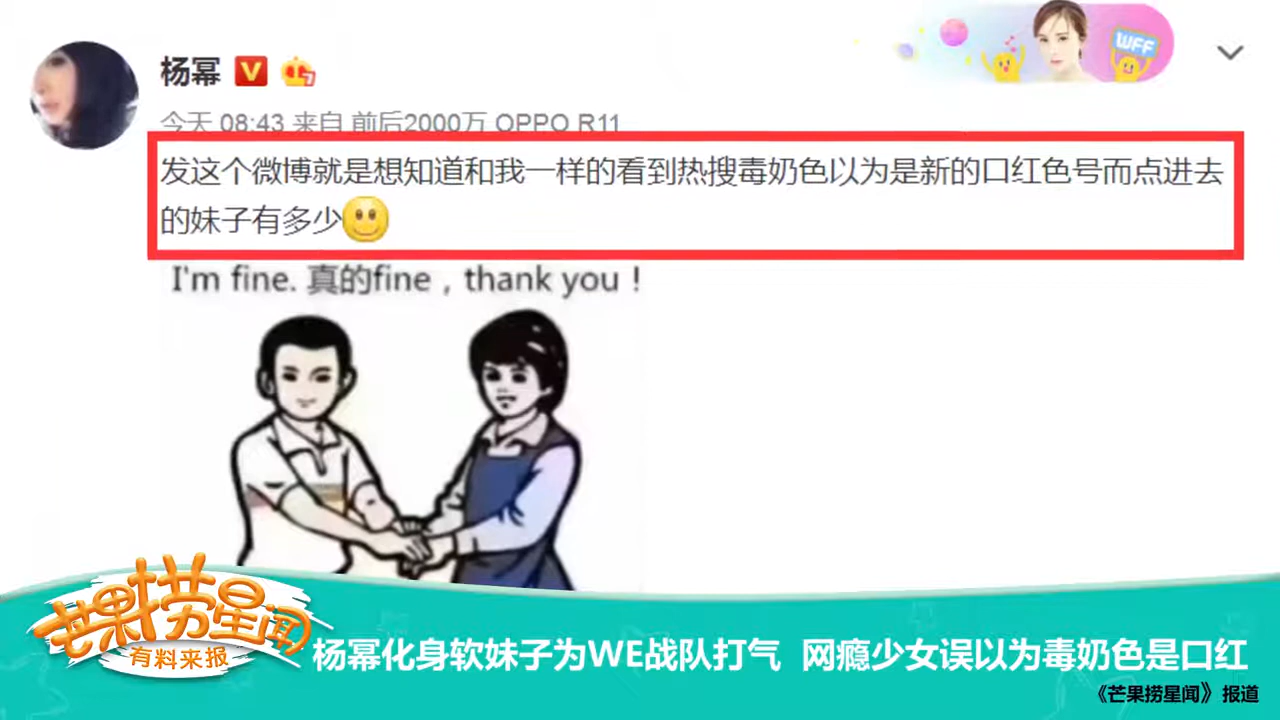 杨幂
今天 08:43 来自 前后2000万 OPPO R11
WFF
发这个微博就是想知道和我一样的看到热搜毒奶色以为是新的口红色号而点进去
的妹子有多少
I'm fine. 真的fine，thank you！
芒果捞星闻
有料来报
杨幂化身软妹子为WE战队打气 网瘾少女误以为毒奶色是口红
《芒果捞星闻》报道